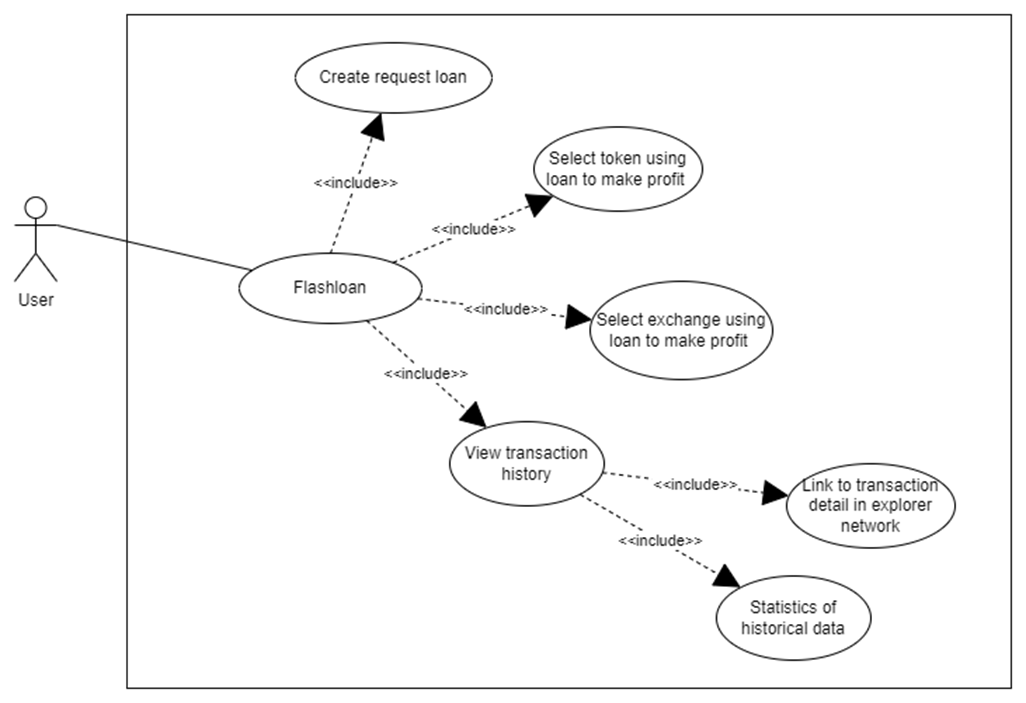 Create request loan
<<include>>
Select token using
loan to make profit
<<include>>
User
Flashloan
<<include>>
Select exchange using
loan to make profit
<<include>>
View transaction
history
<<include>>
Link to transaction
detail in explorer
network
<<include>>
Statistics of
historical data